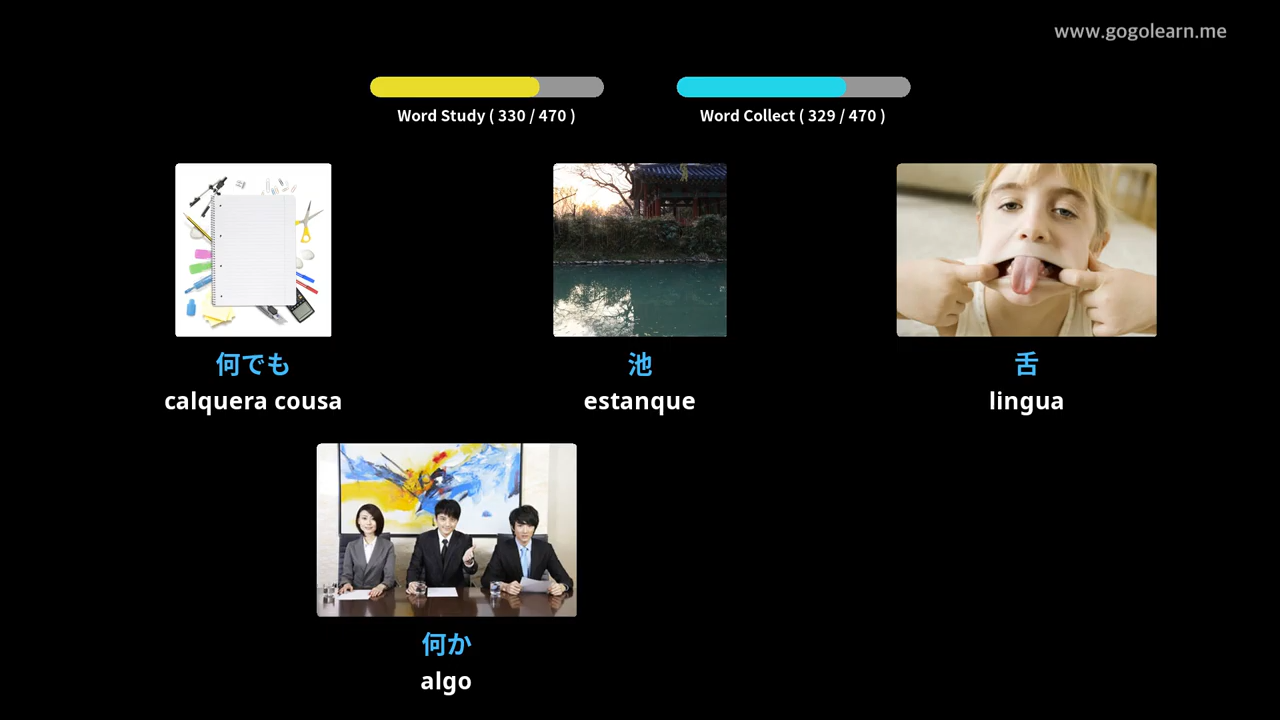 www.gogolearn.me
Word Study ( 330 / 470 )
Word Collect ( 329 / 470 )
何でも
calquera cousa
池
estanque
舌
lingua
何か
algo